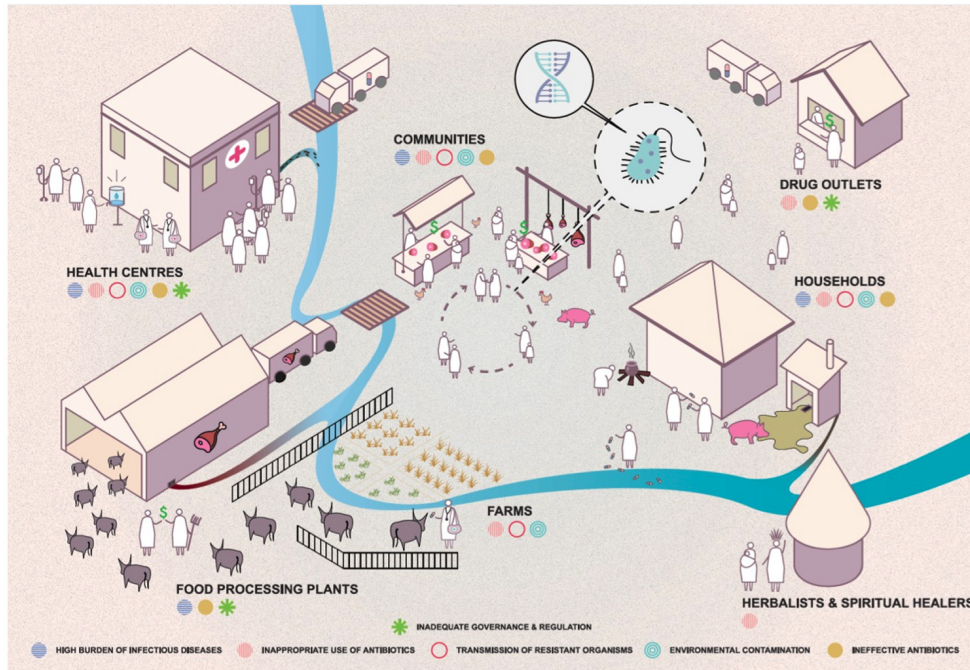 COMMUNITIES
DRUG OUTLETS
HEALTH CENTRES
HOUSEHOLDS
FARMS
FOOD PROCESSING PLANTS
HERBALISTS & SPIRITUAL HEALERS
INADEQUATE GOVERNANCE & REGULATION
HIGH BURDEN OF INFECTIOUS DISEASES
INAPPROPRIATE USE OF ANTIBIOTICS
TRANSMISSION OF RESISTANT ORGANISMS
ENVIRONMENTAL CONTAMINATION
INEFFECTIVE ANTIBIOTICS